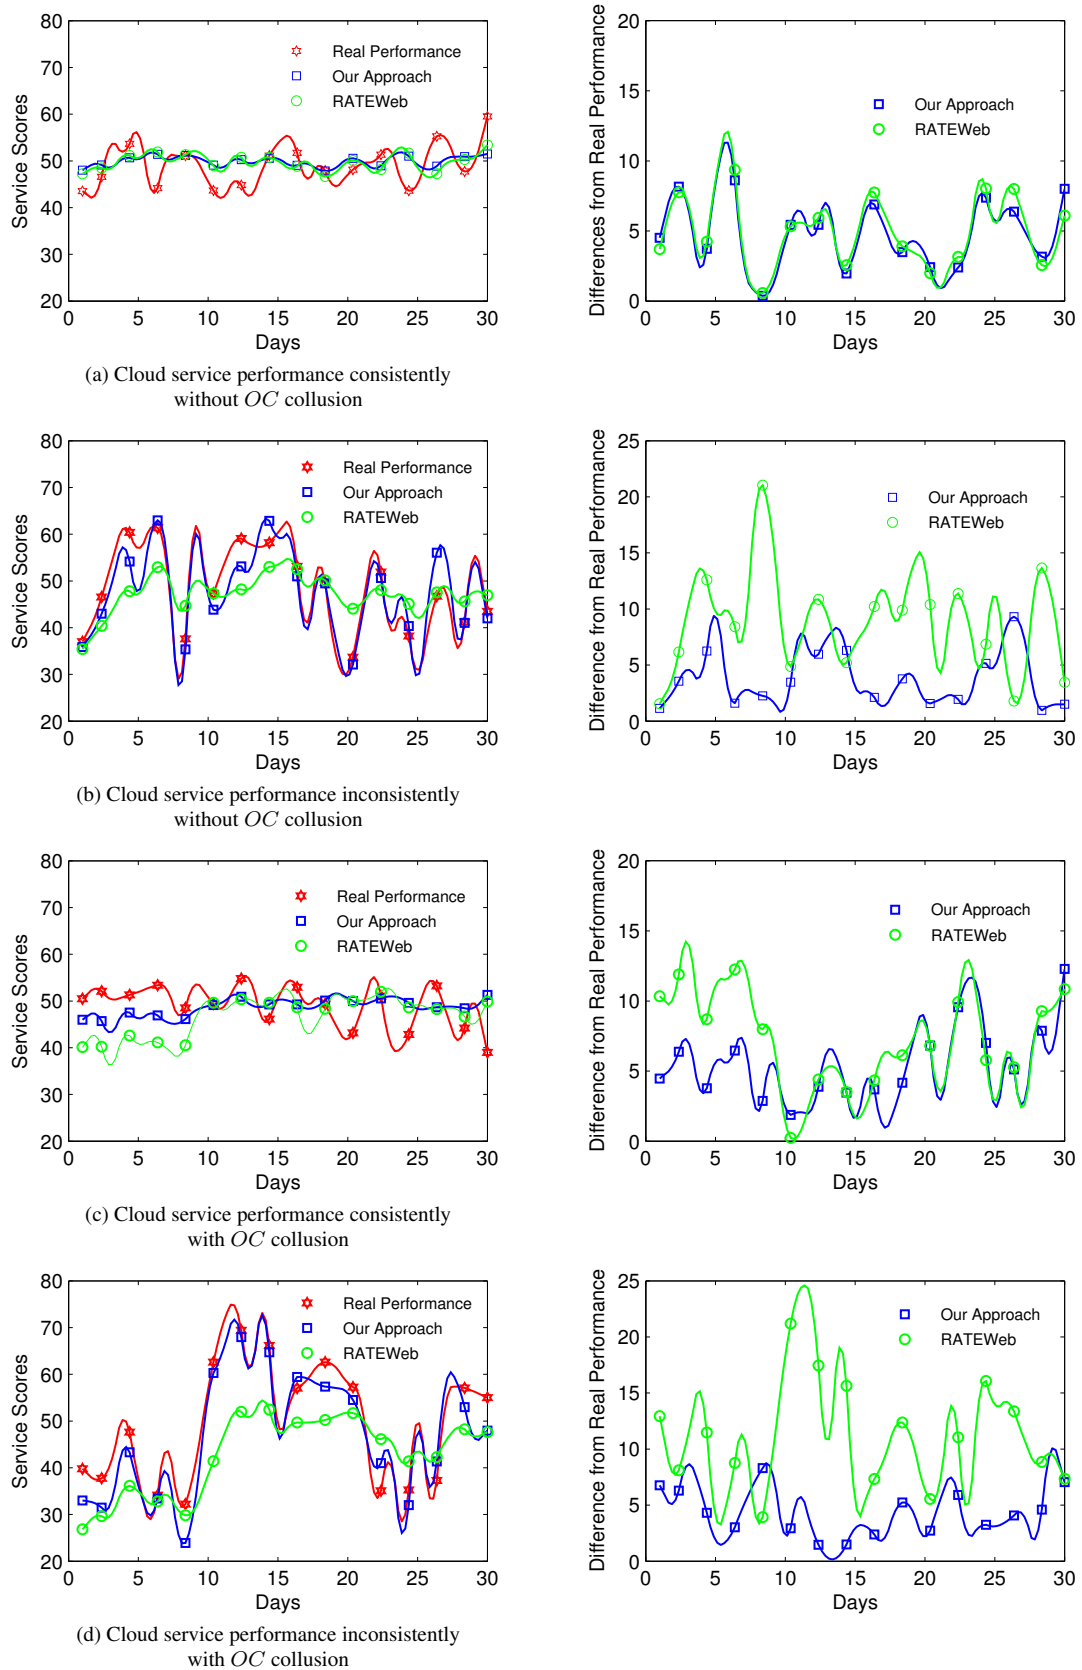 80
70
60
50
40
30
20
Service Scores
Real Performance
Our Approach
RATEWeb
0 5 10 15 20 25 30
Days
20
15
10
5
0
Differences from Real Performance
Our Approach
RATEWeb
0 5 10 15 20 25 30
Days
(a) Cloud service performance consistently
without OC collusion
80
70
60
50
40
30
20
Service Scores
Real Performance
Our Approach
RATEWeb
0 5 10 15 20 25 30
Days
25
20
15
10
5
0
Difference from Real Performance
Our Approach
RATEWeb
0 5 10 15 20 25 30
Days
(b) Cloud service performance inconsistently
without OC collusion
80
70
60
50
40
30
20
Service Scores
Real Performance
Our Approach
RATEWeb
0 5 10 15 20 25 30
Days
20
15
10
5
0
Difference from Real Performance
Our Approach
RATEWeb
0 5 10 15 20 25 30
Days
(c) Cloud service performance consistently
with OC collusion
80
70
60
50
40
30
20
Service Scores
Real Performance
Our Approach
RATEWeb
0 5 10 15 20 25 30
Days
25
20
15
10
5
0
Difference from Real Performance
Our Approach
RATEWeb
0 5 10 15 20 25 30
Days
(d) Cloud service performance inconsistently
with OC collusion